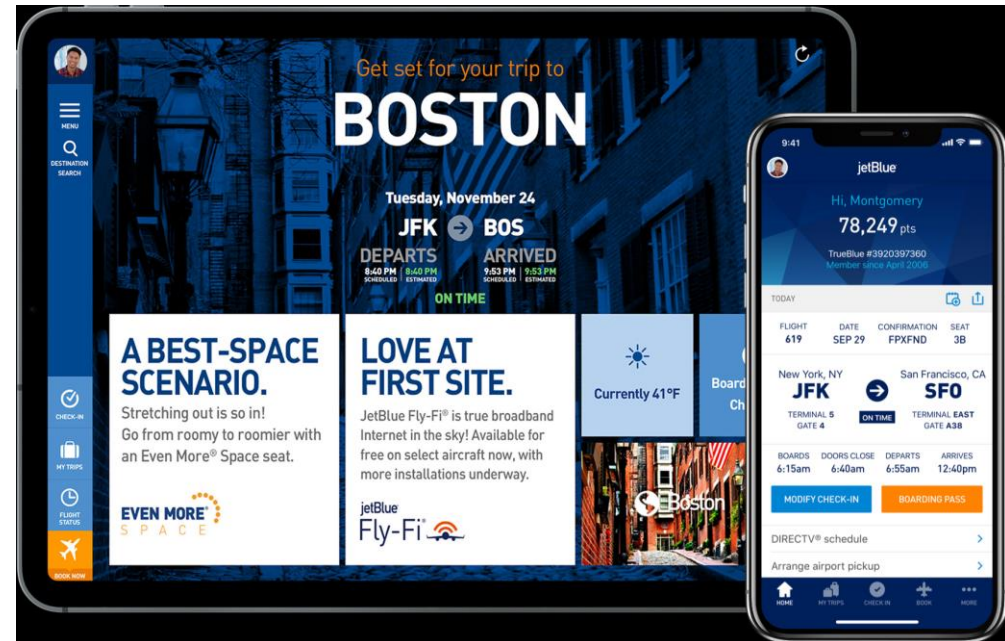 Get set for your trip to
BOSTON
MENU
DESTINATION
SEARCH
Tuesday, November 24
JFK BOS
DEPARTS ARRIVED
8:40 PM 8:40 PM 9:53 PM 9:53 PM
SCHEDULED ESTIMATED SCHEDULED ESTIMATED
ON TIME
A BEST-SPACE
SCENARIO.
Stretching out is so in!
Go from roomy to roomier with
an Even More® Space seat.
EVEN MORE®
SPACE
LOVE AT
FIRST SITE.
JetBlue Fly-Fi® is true broadband
Internet in the sky! Available for
free on select aircraft now, with
more installations underway.
jetBlue
Fly-Fi
Currently 41°F
Boston
CHECK-IN
MY TRIPS
FLIGHT
STATUS
BOOK NOW
9:41
jetBlue
Hi, Montgomery
78,249 pts
TrueBlue #3920397360
Member since April 2006
TODAY
FLIGHT DATE CONFIRMATION SEAT
619 SEP 29 FPXFND 3B
New York, NY San Francisco, CA
JFK SFO
TERMINAL 5 ON TIME TERMINAL EAST
GATE 4 GATE A38
BOARDS DOORS CLOSE DEPARTS ARRIVES
6:15am 6:40am 6:55am 12:40pm
MODIFY CHECK-IN BOARDING PASS
DIRECTV® schedule
Arrange airport pickup
HOME MY TRIPS CHECK IN BOOK MORE